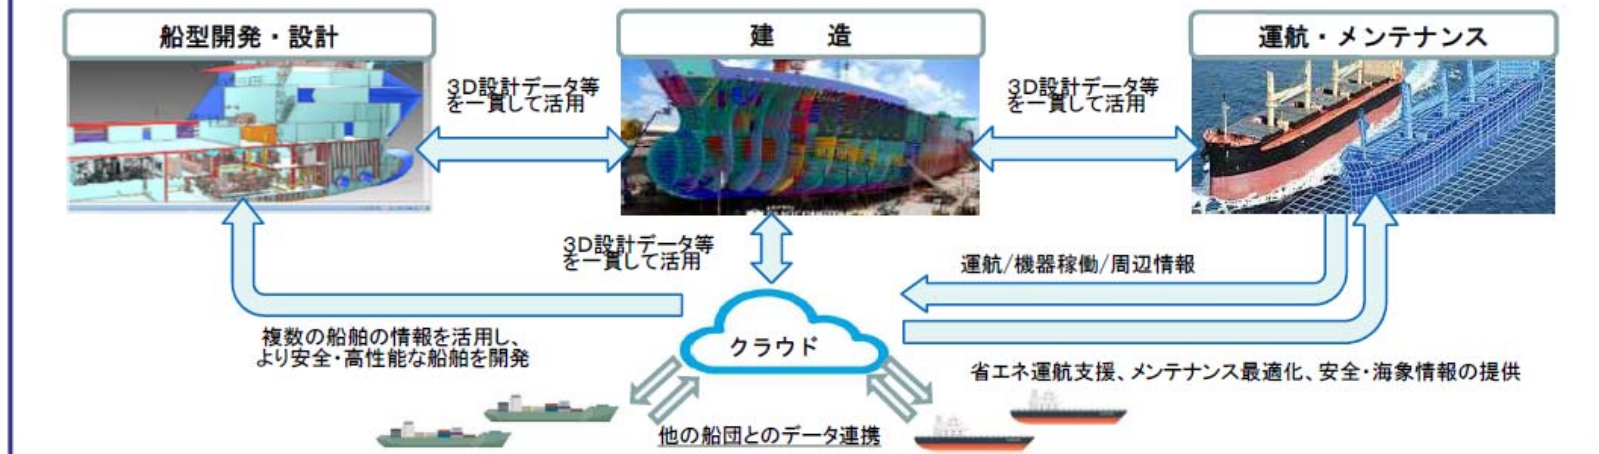 船型開発・設計
建　造
運航・メンテナンス
3D設計データ等
を一貫して活用
3D設計データ等
を一貫して活用
3D設計データ等
を一貫して活用
運航/機器稼働/周辺情報
複数の船舶の情報を活用し、
より安全・高性能な船舶を開発
クラウド
省エネ運航支援、メンテナンス最適化、安全・海象情報の提供
他の船団とのデータ連携